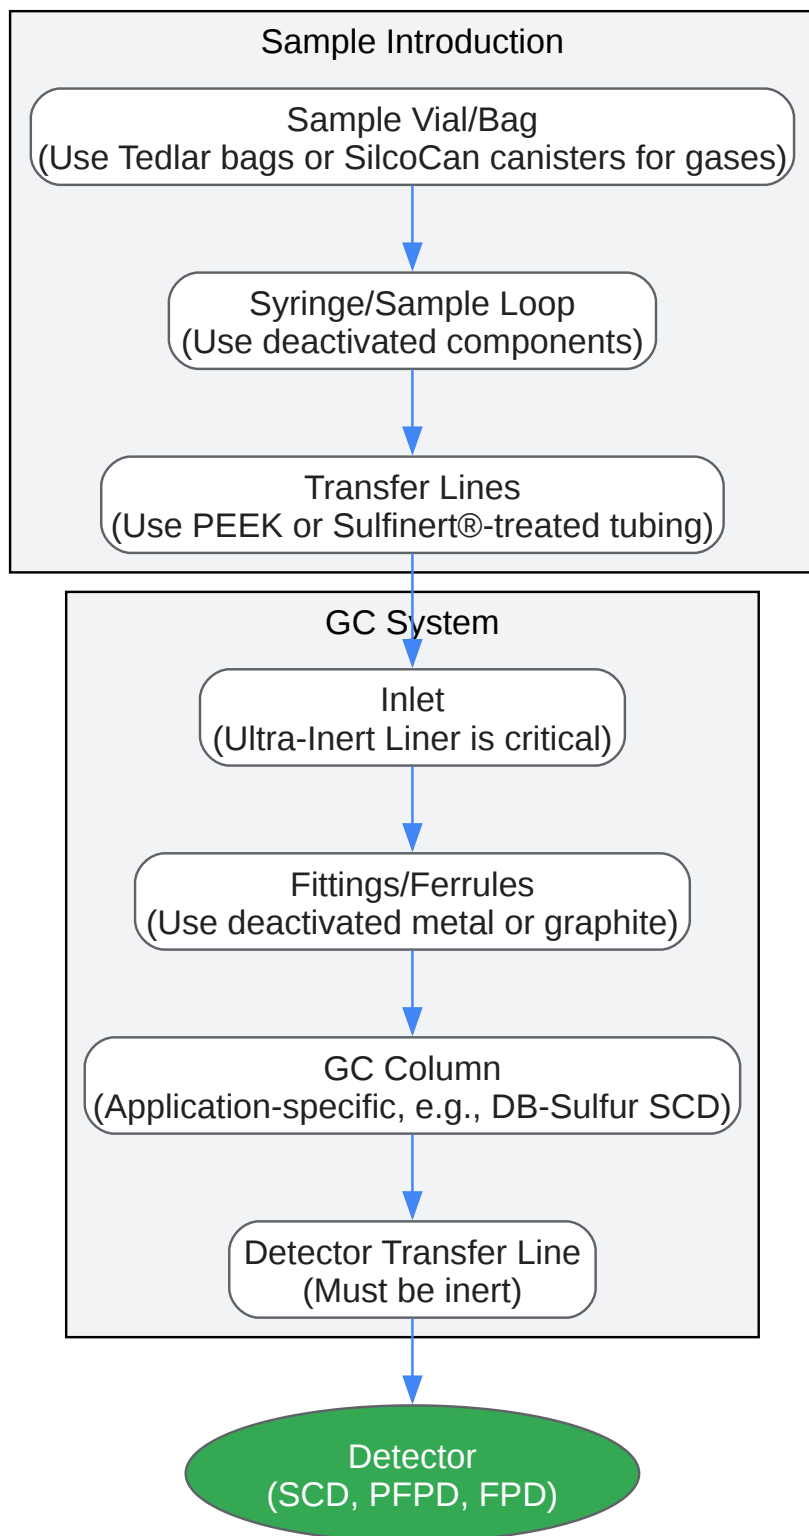 Sample Introduction
Sample Vial/Bag
(Use Tedlar bags or SilcoCan canisters for gases)
Syringe/Sample Loop
(Use deactivated components)
Transfer Lines
(Use PEEK or Sulfinert®-treated tubing)
GC System
Inlet
(Ultra-Inert Liner is critical)
Fittings/Ferrules
(Use deactivated metal or graphite)
GC Column
(Application-specific, e.g., DB-Sulfur SCD)
Detector Transfer Line
(Must be inert)
Detector
(SCD, PFPD, FPD)